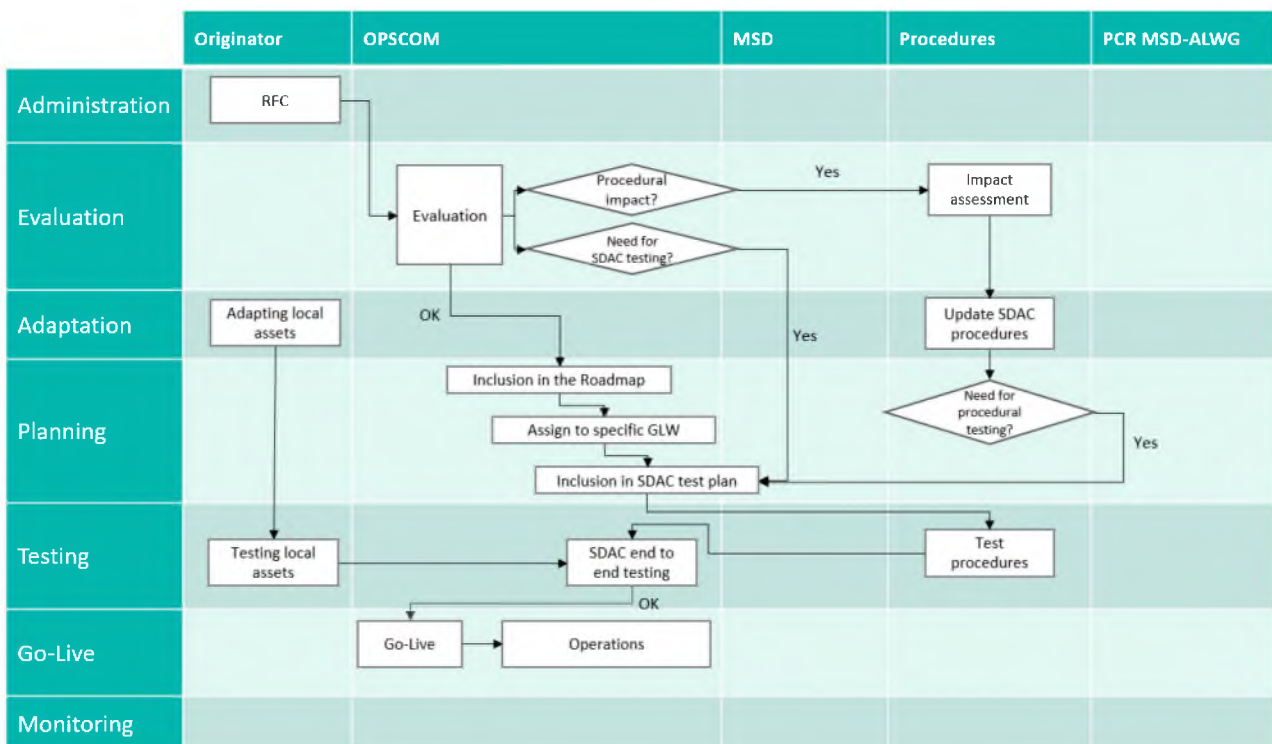 Originator
OPSCOM
MSD
Procedures
PCR MSD-ALWG
Administration
RFC
Evaluation
Evaluation
Procedural
impact?
Yes
Impact
assessment
Need for
SDAC testing?
Adaptation
Adapting local
assets
OK
Yes
Update SDAC
procedures
Planning
Inclusion in the Roadmap
Need for
procedural
testing?
Assign to specific GLW
Yes
Inclusion in SDAC test plan
Testing
Testing local
assets
SDAC end to
end testing
Test
procedures
OK
Go-Live
Go-Live
Operations
Monitoring